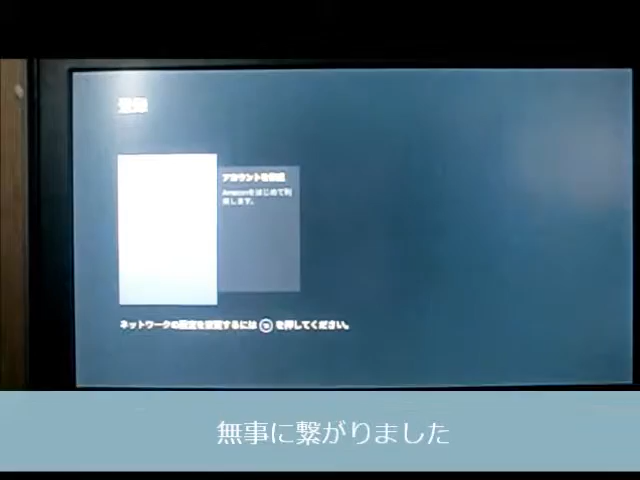 登録
アカウントを作成
Amazonをはじめて利
用します。
ネットワークの設定を変更するには を押してください。
無事に繋がりました